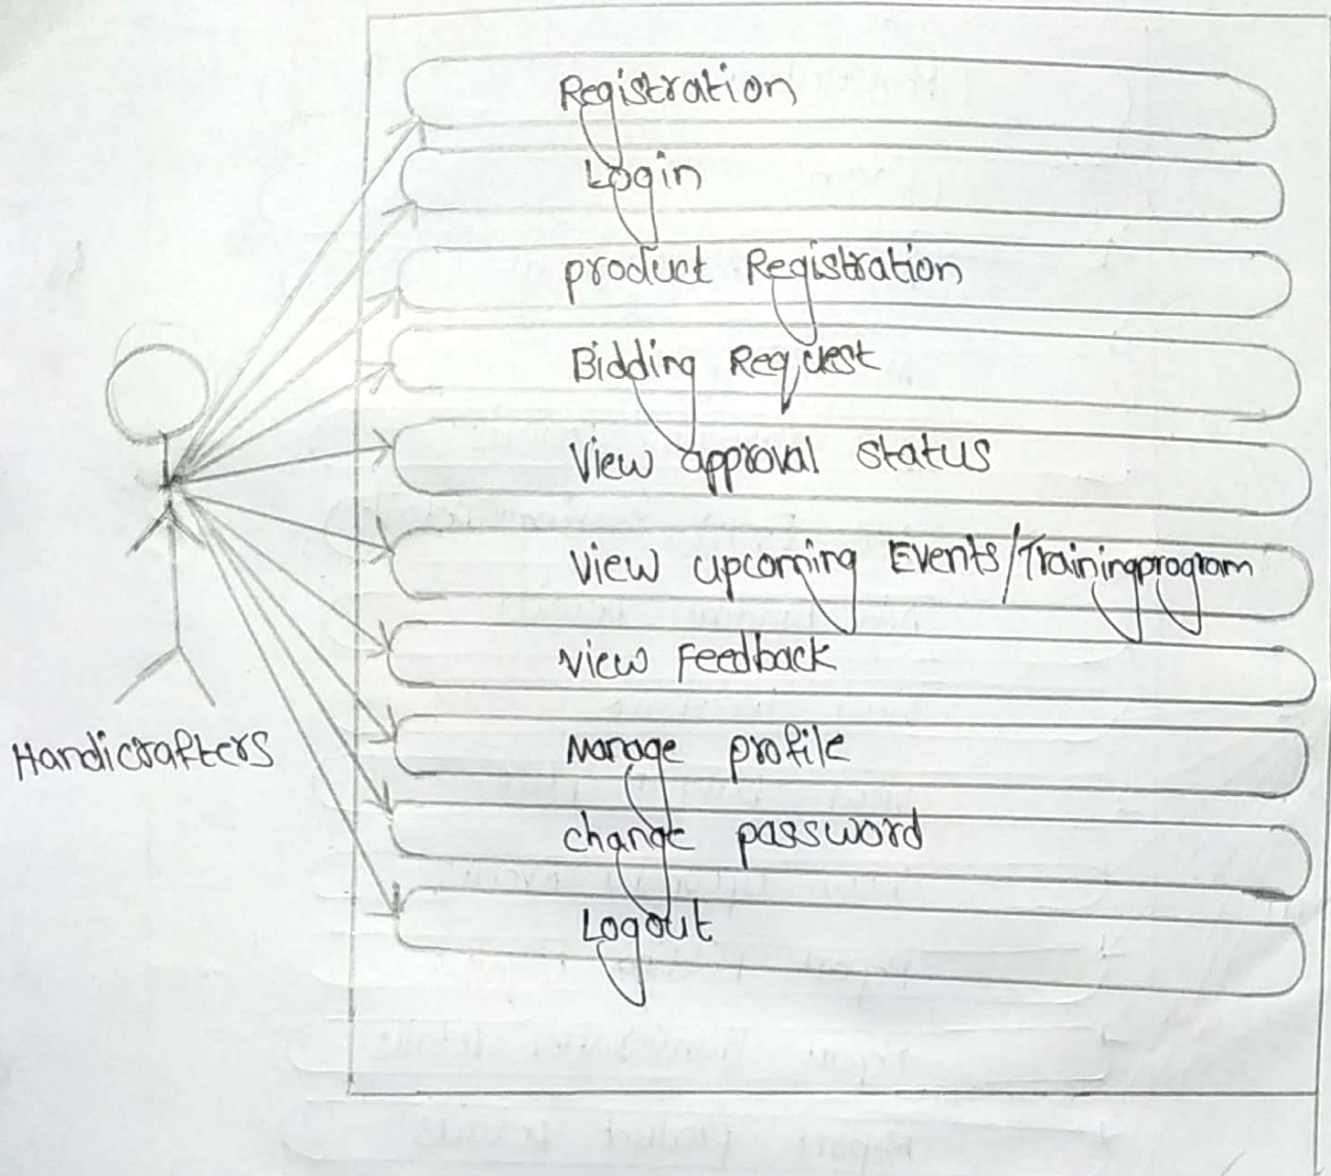 Registration
Login
product Registration
Bidding Request
View approval status
View upcoming Events/Trainingprogram
View Feedback
Manage profile
Handicrafters
change password
Logout